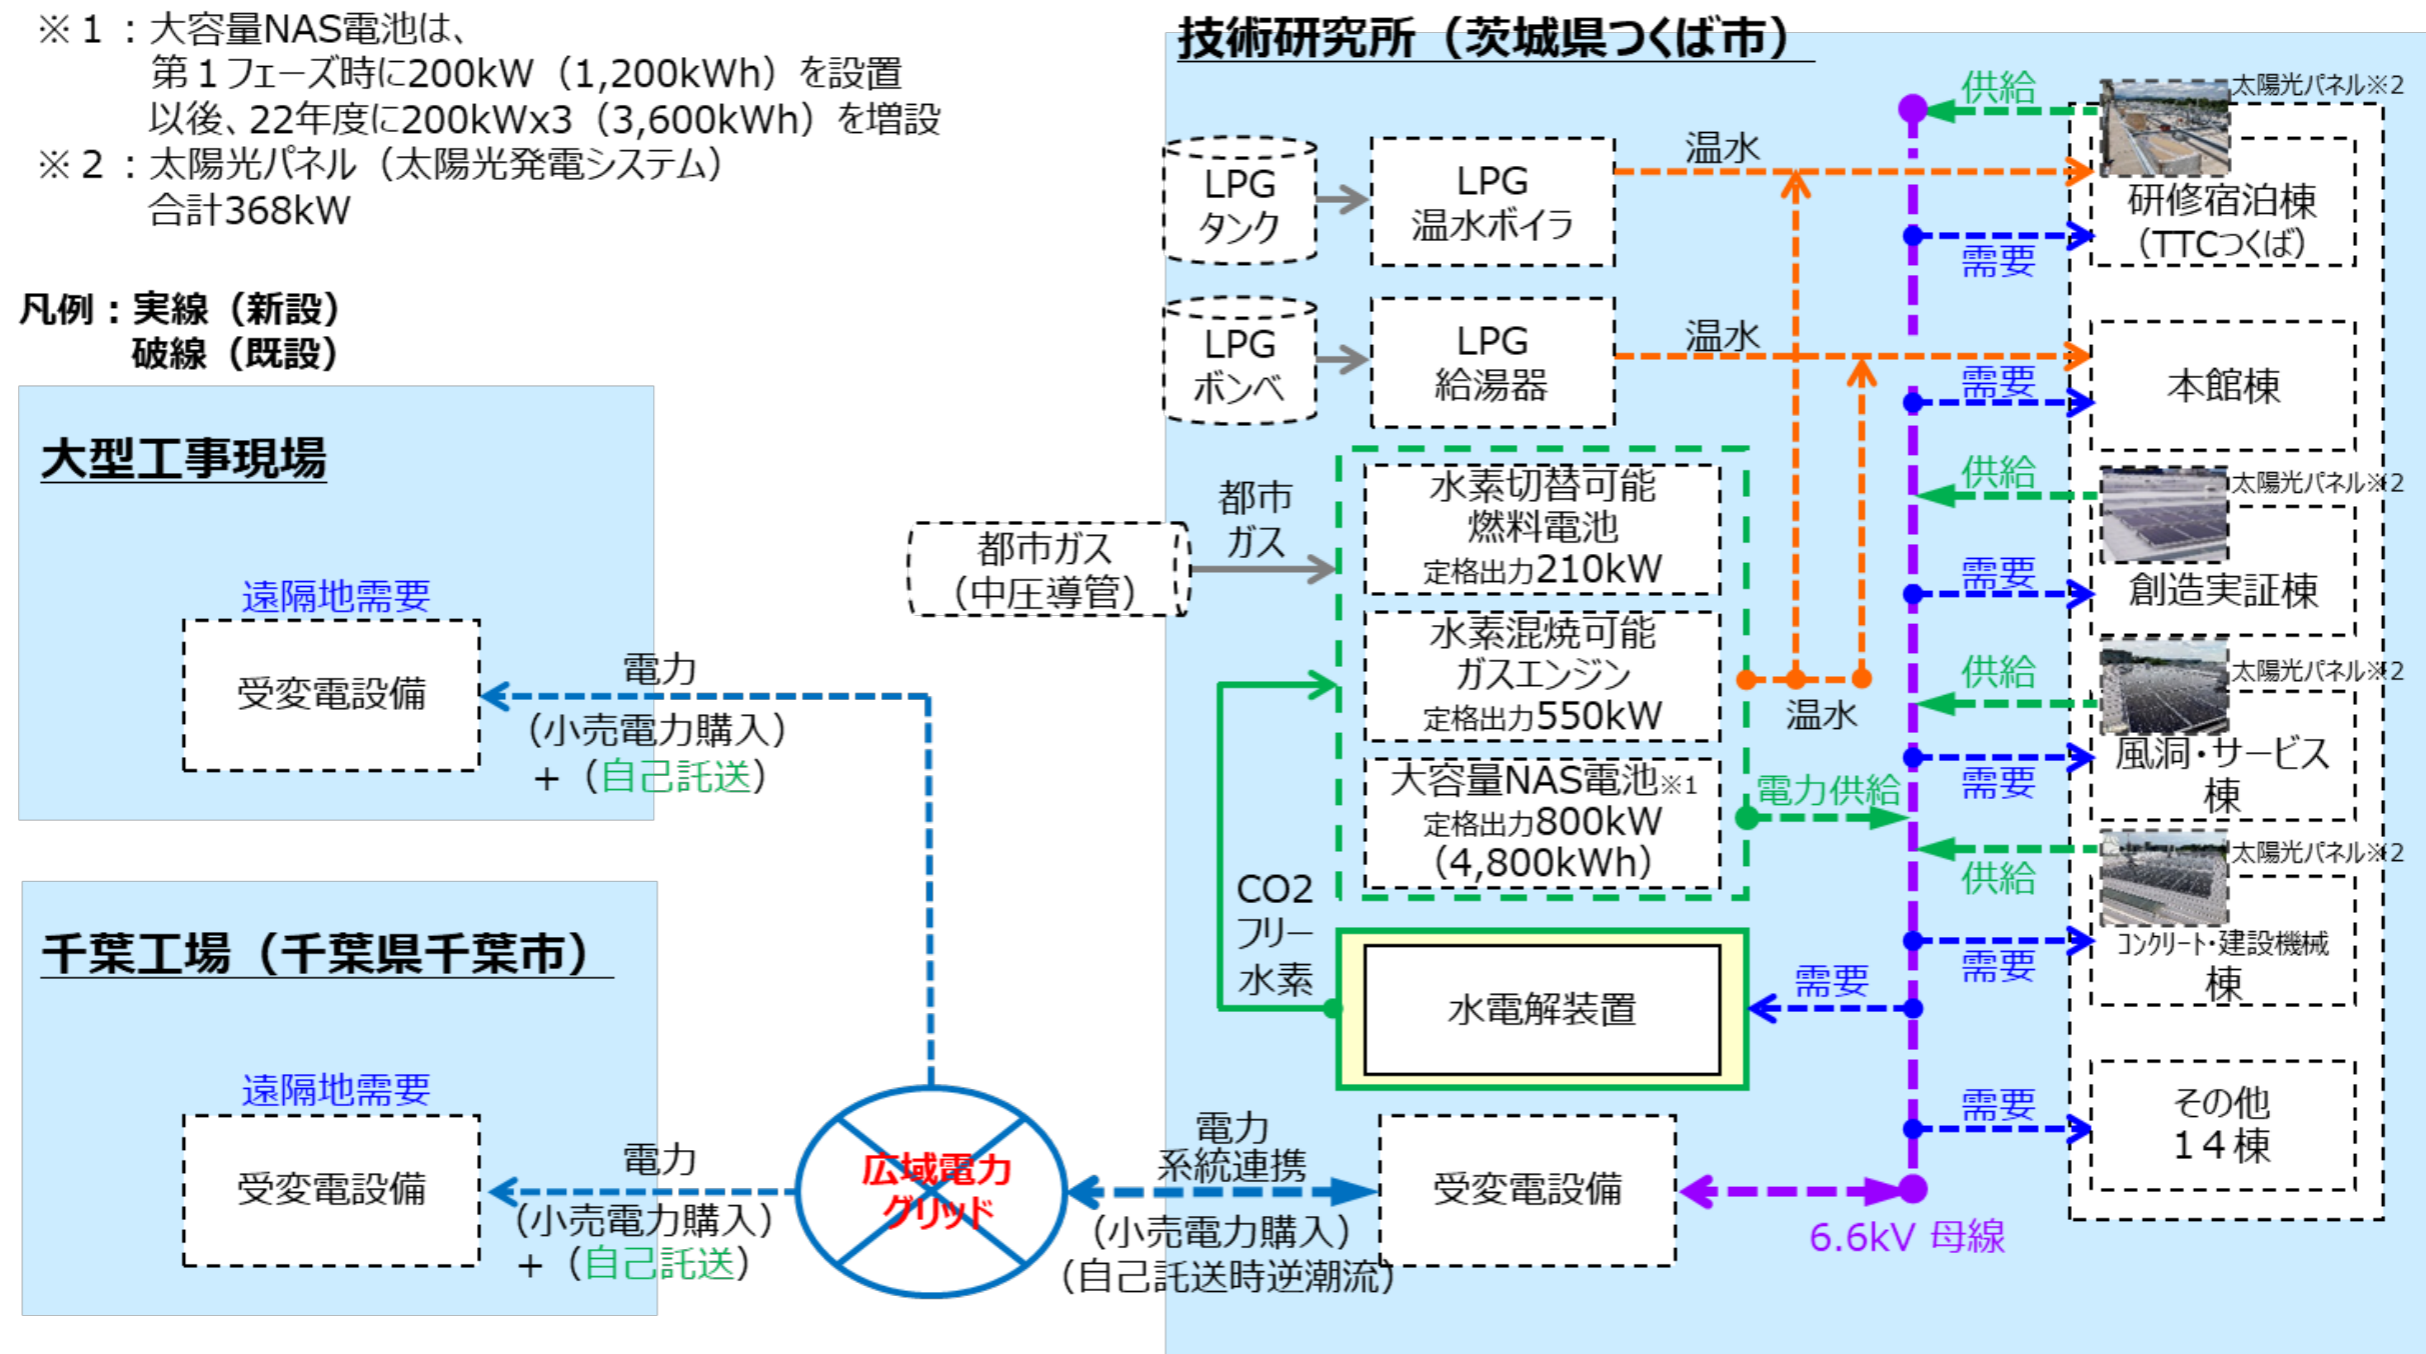 ※１：大容量NAS電池は、
第１フェーズ時に200kW（1,200kWh）を設置
以後、22年度に200kWx3（3,600kWh）を増設
※２：太陽光パネル（太陽光発電システム）
合計368kW
凡例：実線（新設）
破線（既設）
大型工事現場
遠隔地需要
受変電設備
電力
（小売電力購入）
＋（自己託送）
千葉工場（千葉県千葉市）
遠隔地需要
受変電設備
電力
（小売電力購入）
＋（自己託送）
広域電力
グリッド
電力
系統連携
（小売電力購入）
（自己託送時逆潮流）
技術研究所（茨城県つくば市）
LPG
タンク
LPG
温水ボイラ
温水
LPG
ボンベ
LPG
給湯器
温水
都市ガス
（中圧導管）
都市
ガス
水素切替可能
燃料電池
定格出力210kW
水素混焼可能
ガスエンジン
定格出力550kW
大容量NAS電池※1
定格出力800kW
（4,800kWh）
温水
電力供給
CO2
フリー
水素
水電解装置
需要
受変電設備
6.6kV 母線
供給
太陽光パネル※2
研修宿泊棟
（TTCつくば）
需要
需要
本館棟
供給
太陽光パネル※2
需要
創造実証棟
供給
太陽光パネル※2
需要
風洞・サービス
棟
供給
太陽光パネル※2
需要
コンクリート・建設機械
棟
需要
その他
１４棟